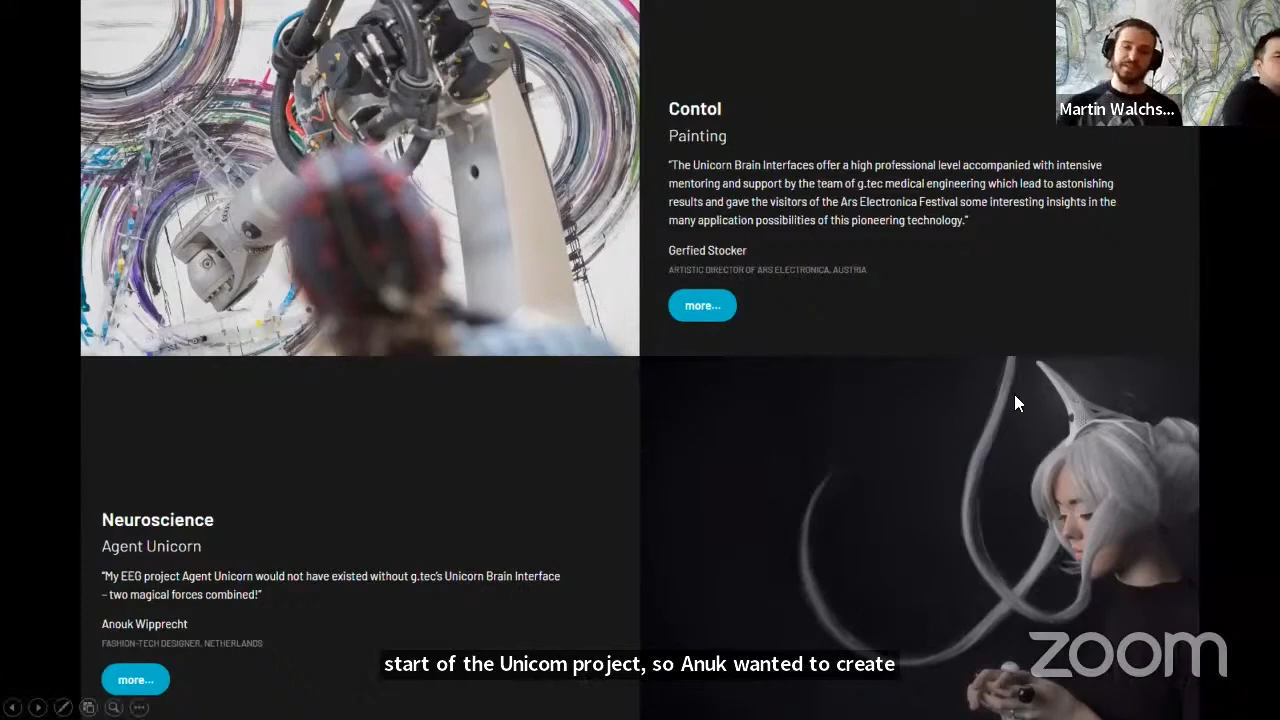 Contol
Painting
"The Unicorn Brain Interfaces offer a high professional level accompanied with intensive
mentoring and support by the team of g.tec medical engineering which lead to astonishing
results and gave the visitors of the Ars Electronica Festival some interesting insights in the
many application possibilities of this pioneering technology."
Gerfied Stocker
ARTISTIC DIRECTOR OF ARS ELECTRONICA, AUSTRIA
more...
Martin Walchs...
Neuroscience
Agent Unicorn
"My EEG project Agent Unicorn would not have existed without g.tec's Unicorn Brain Interface
– two magical forces combined!"
Anouk Wipprecht
FASHION-TECH DESIGNER, NETHERLANDS
more...
start of the Unicom project, so Anuk wanted to create
zoom